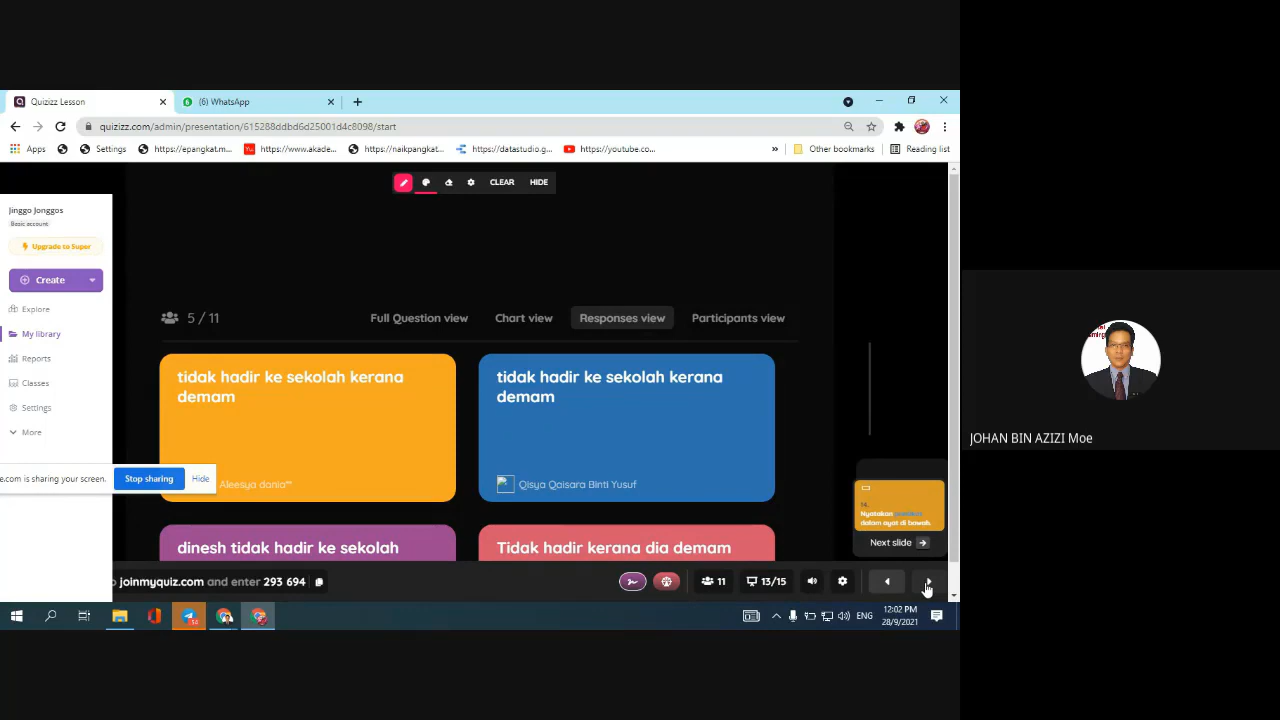 Quizizz Lesson
(6) WhatsApp
quizizz.com/admin/presentation/615288ddbd6d25001d4c8098/start
Apps
Settings
https://epangkat.m...
https://www.akade...
https://naikpangkat...
https://datastudio.g...
https://youtube.co...
»
Other bookmarks
Reading list
CLEAR
HIDE
Jinggo Jonggos
Basic account
Upgrade to Super
Create
Explore
My library
Reports
Classes
Settings
More
5 / 11
Full Question view
Chart view
Responses view
Participants view
tidak hadir ke sekolah kerana
demam
Aleesya dania
tidak hadir ke sekolah kerana
demam
Qisya Qaisara Binti Yusuf
dinesh tidak hadir ke sekolah
Tidak hadir kerana dia demam
e.com is sharing your screen.
Stop sharing
Hide
14.
Nyatakan
dalam ayat di bawah.
Next slide
joinmyquiz.com and enter 293 694
11
13/15
ENG
12:02 PM
28/9/2021
JOHAN BIN AZIZI Moe